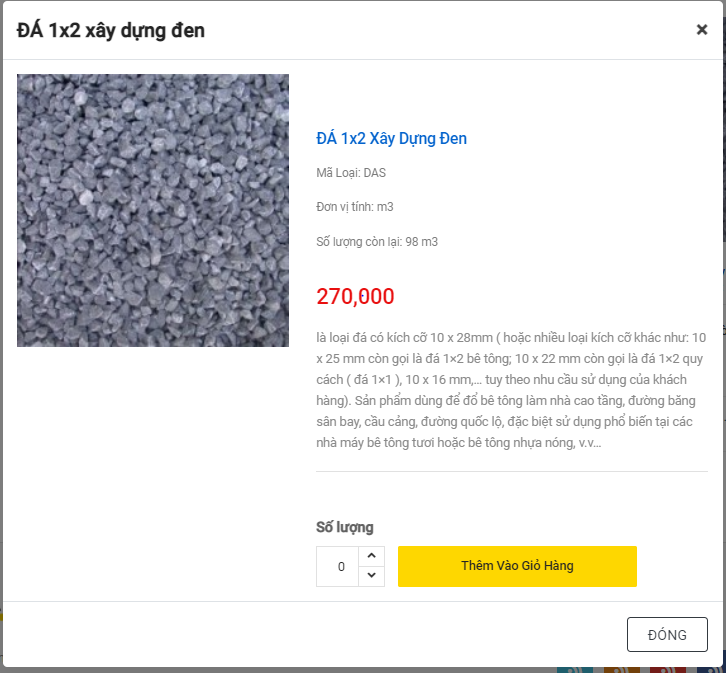 ĐÁ 1x2 xây dựng đen
×
ĐÁ 1x2 Xây Dựng Đen
Mã Loại: DAS
Đơn vị tính: m3
Số lượng còn lại: 98 m3
270,000
là loại đá có kích cỡ 10 x 28mm ( hoặc nhiều loại kích cỡ khác như: 10
x 25 mm còn gọi là đá 1×2 bê tông; 10 x 22 mm còn gọi là đá 1×2 quy
cách ( đá 1×1 ), 10 x 16 mm,... tuy theo nhu cầu sử dụng của khách
hàng). Sản phẩm dùng để đổ bê tông làm nhà cao tầng, đường băng
sân bay, cầu cảng, đường quốc lộ, đặc biệt sử dụng phổ biến tại các
nhà máy bê tông tươi hoặc bê tông nhựa nóng, v.v...
Số lượng
0
Thêm Vào Giỏ Hàng
ĐÓNG